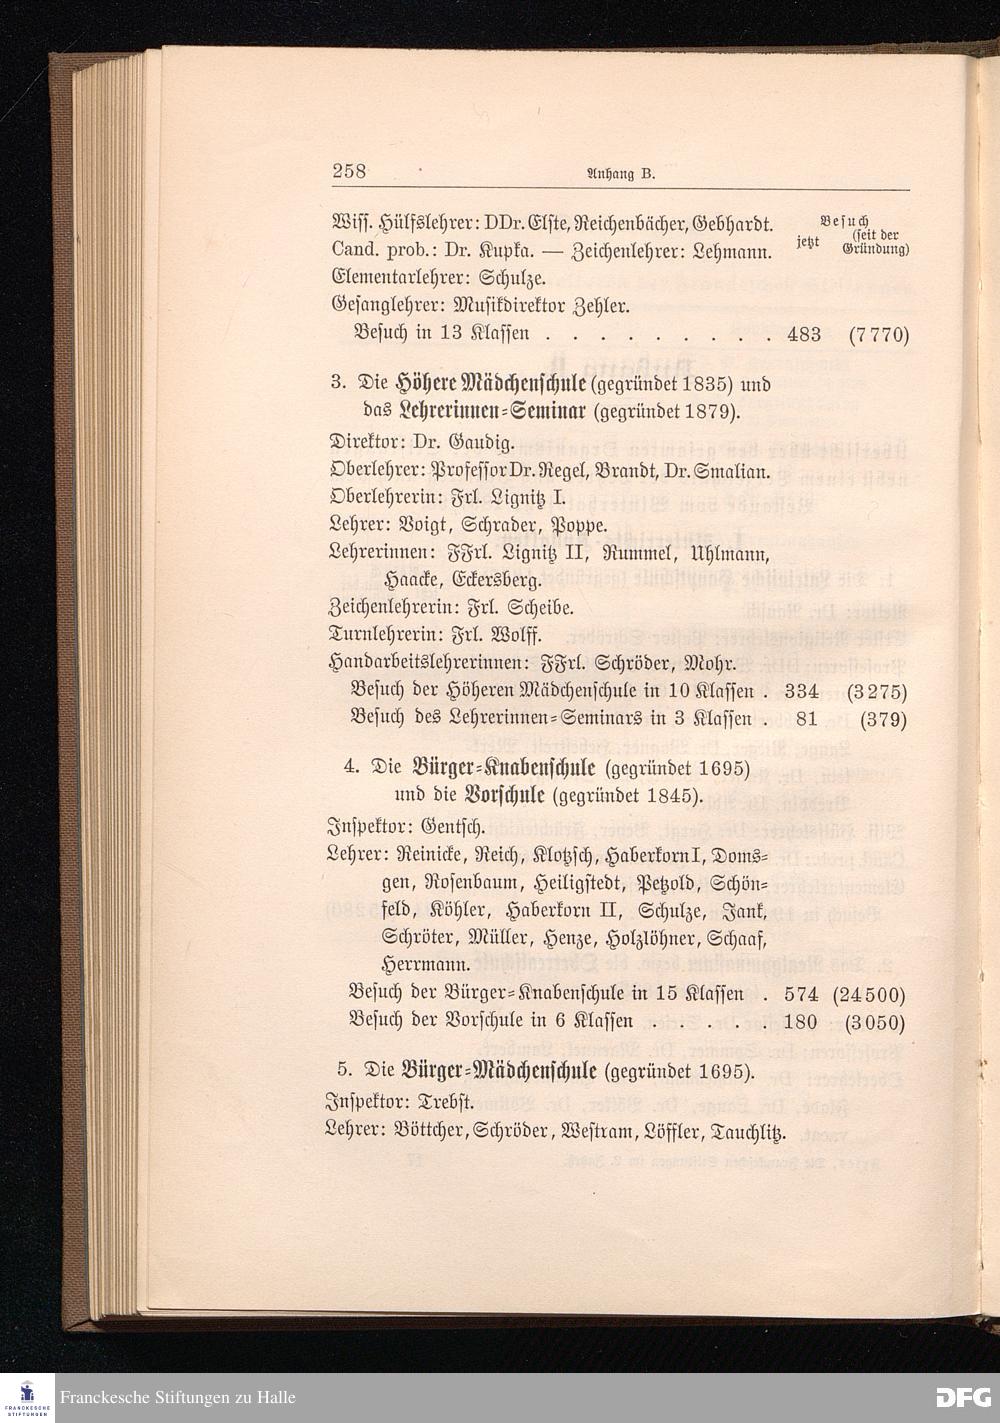 258 Anhang B.
Wiss. Hülfslehrer: DDr. Elste, Reichenbächer, Gebhardt.
Besuch
jetzt (seit der Gründung)
Cand. prob.: Dr. Kupka. — Zeichenlehrer: Lehmann.
Elementarlehrer: Schulze.
Gesanglehrer: Musikdirektor Zehler.
Besuch in 13 Klassen . . . . . . . . . 483 (7770)
3. Die Höhere Mädchenschule (gegründet 1835) und
das Lehrerinnen-Seminar (gegründet 1879).
Direktor: Dr. Gaudig.
Oberlehrer: Professor Dr. Regel, Brandt, Dr. Smalian.
Oberlehrerin: Frl. Lignitz I.
Lehrer: Voigt, Schrader, Poppe.
Lehrerinnen: FFrl. Lignitz II, Rummel, Uhlmann,
Haacke, Eckersberg.
Zeichenlehrerin: Frl. Scheibe.
Turnlehrerin: Frl. Wolff.
Handarbeitslehrerinnen: FFrl. Schröder, Mohr.
Besuch der Höheren Mädchenschule in 10 Klassen . 334 (3275)
Besuch des Lehrerinnen-Seminars in 3 Klassen . 81 (379)
4. Die Bürger-Knabenschule (gegründet 1695)
und die Vorschule (gegründet 1845).
Inspektor: Gentsch.
Lehrer: Reinicke, Reich, Klotzsch, Haberkorn I, Doms-
gen, Rosenbaum, Heiligstedt, Petzold, Schön-
feld, Köhler, Haberkorn II, Schulze, Jank,
Schröter, Müller, Henze, Holzlöhner, Schaaf,
Herrmann.
Besuch der Bürger-Knabenschule in 15 Klassen . 574 (24500)
Besuch der Vorschule in 6 Klassen . . . . . 180 (3050)
5. Die Bürger-Mädchenschule (gegründet 1695).
Inspektor: Trebst.
Lehrer: Böttcher, Schröder, Westram, Löffler, Tauchlitz.
FRANCKESCHE
STIFTUNGEN
Franckesche Stiftungen zu Halle
DFG